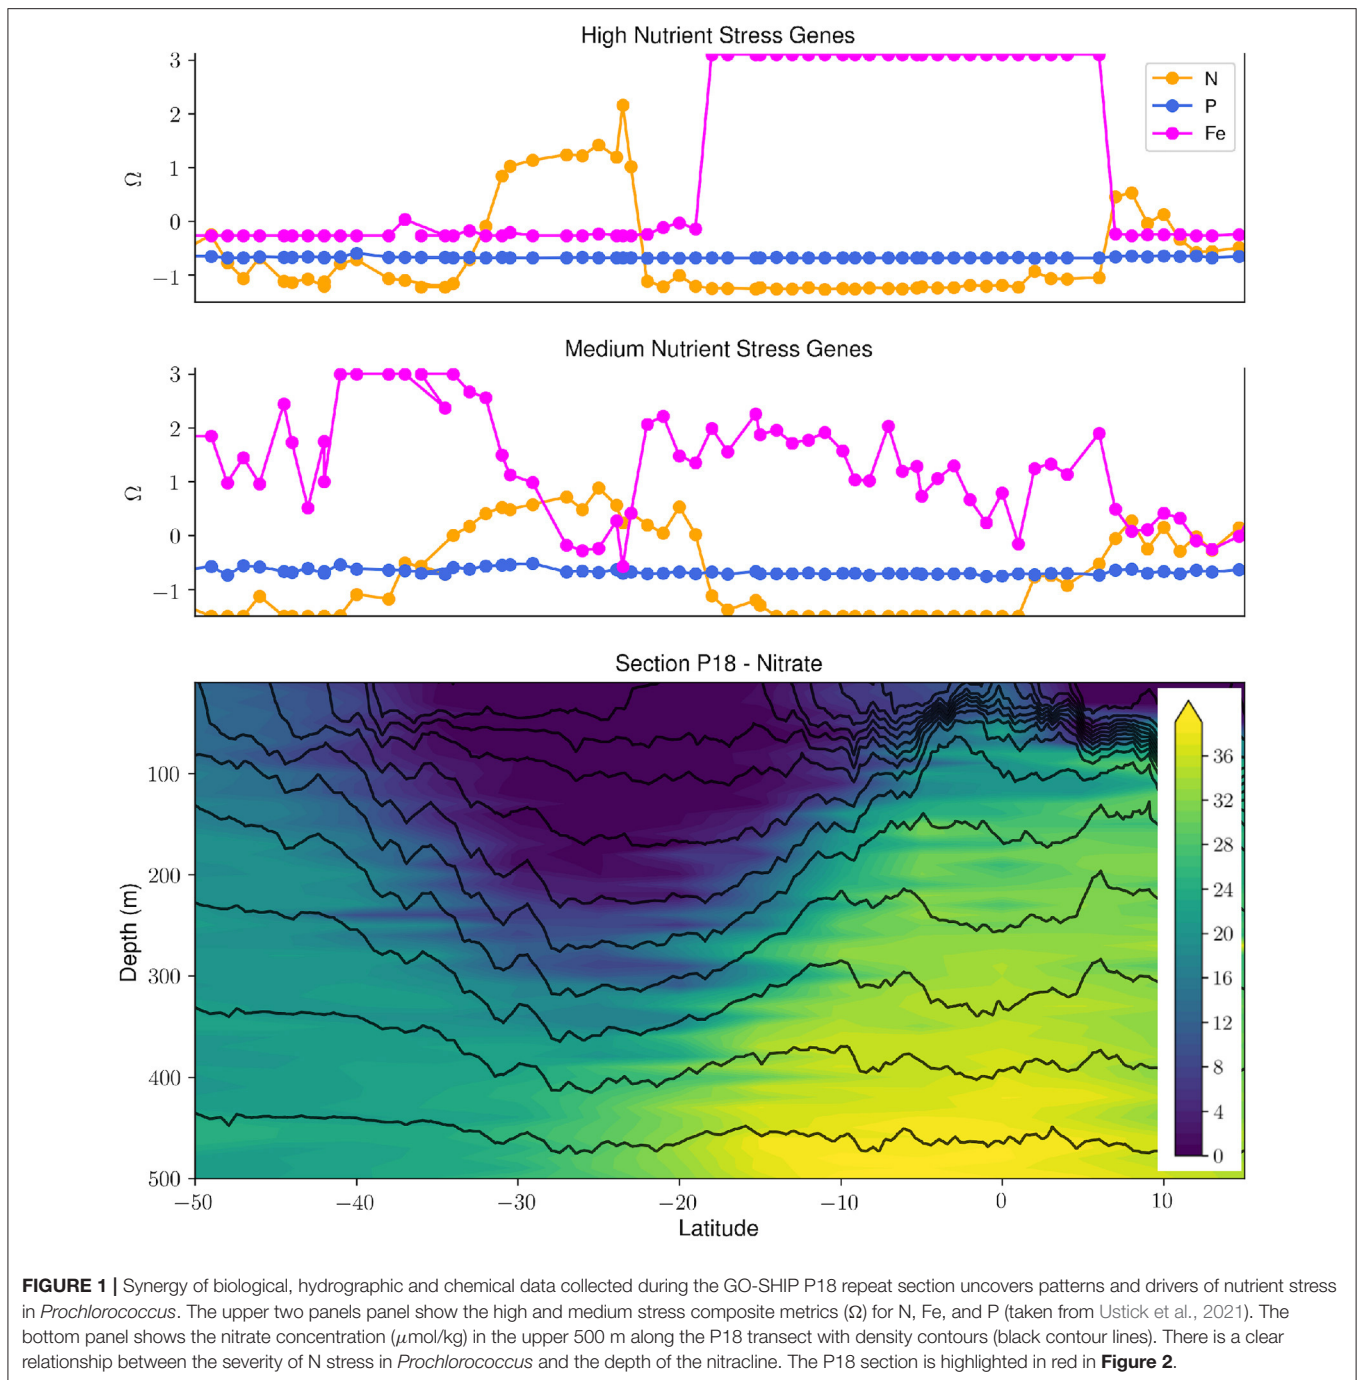 High Nutrient Stress Genes
3
2
1
0
−1
Ω
N
P
Fe
Medium Nutrient Stress Genes
3
2
1
0
−1
Ω
Section P18 - Nitrate
100
200
300
400
500
Depth (m)
36
32
28
24
20
16
12
8
4
0
−50 −40 −30 −20 −10 0 10
Latitude
FIGURE 1 | Synergy of biological, hydrographic and chemical data collected during the GO-SHIP P18 repeat section uncovers patterns and drivers of nutrient stress
in Prochlorococcus. The upper two panels panel show the high and medium stress composite metrics (Ω) for N, Fe, and P (taken from Ustick et al., 2021). The
bottom panel shows the nitrate concentration (μmol/kg) in the upper 500 m along the P18 transect with density contours (black contour lines). There is a clear
relationship between the severity of N stress in Prochlorococcus and the depth of the nitracline. The P18 section is highlighted in red in Figure 2.